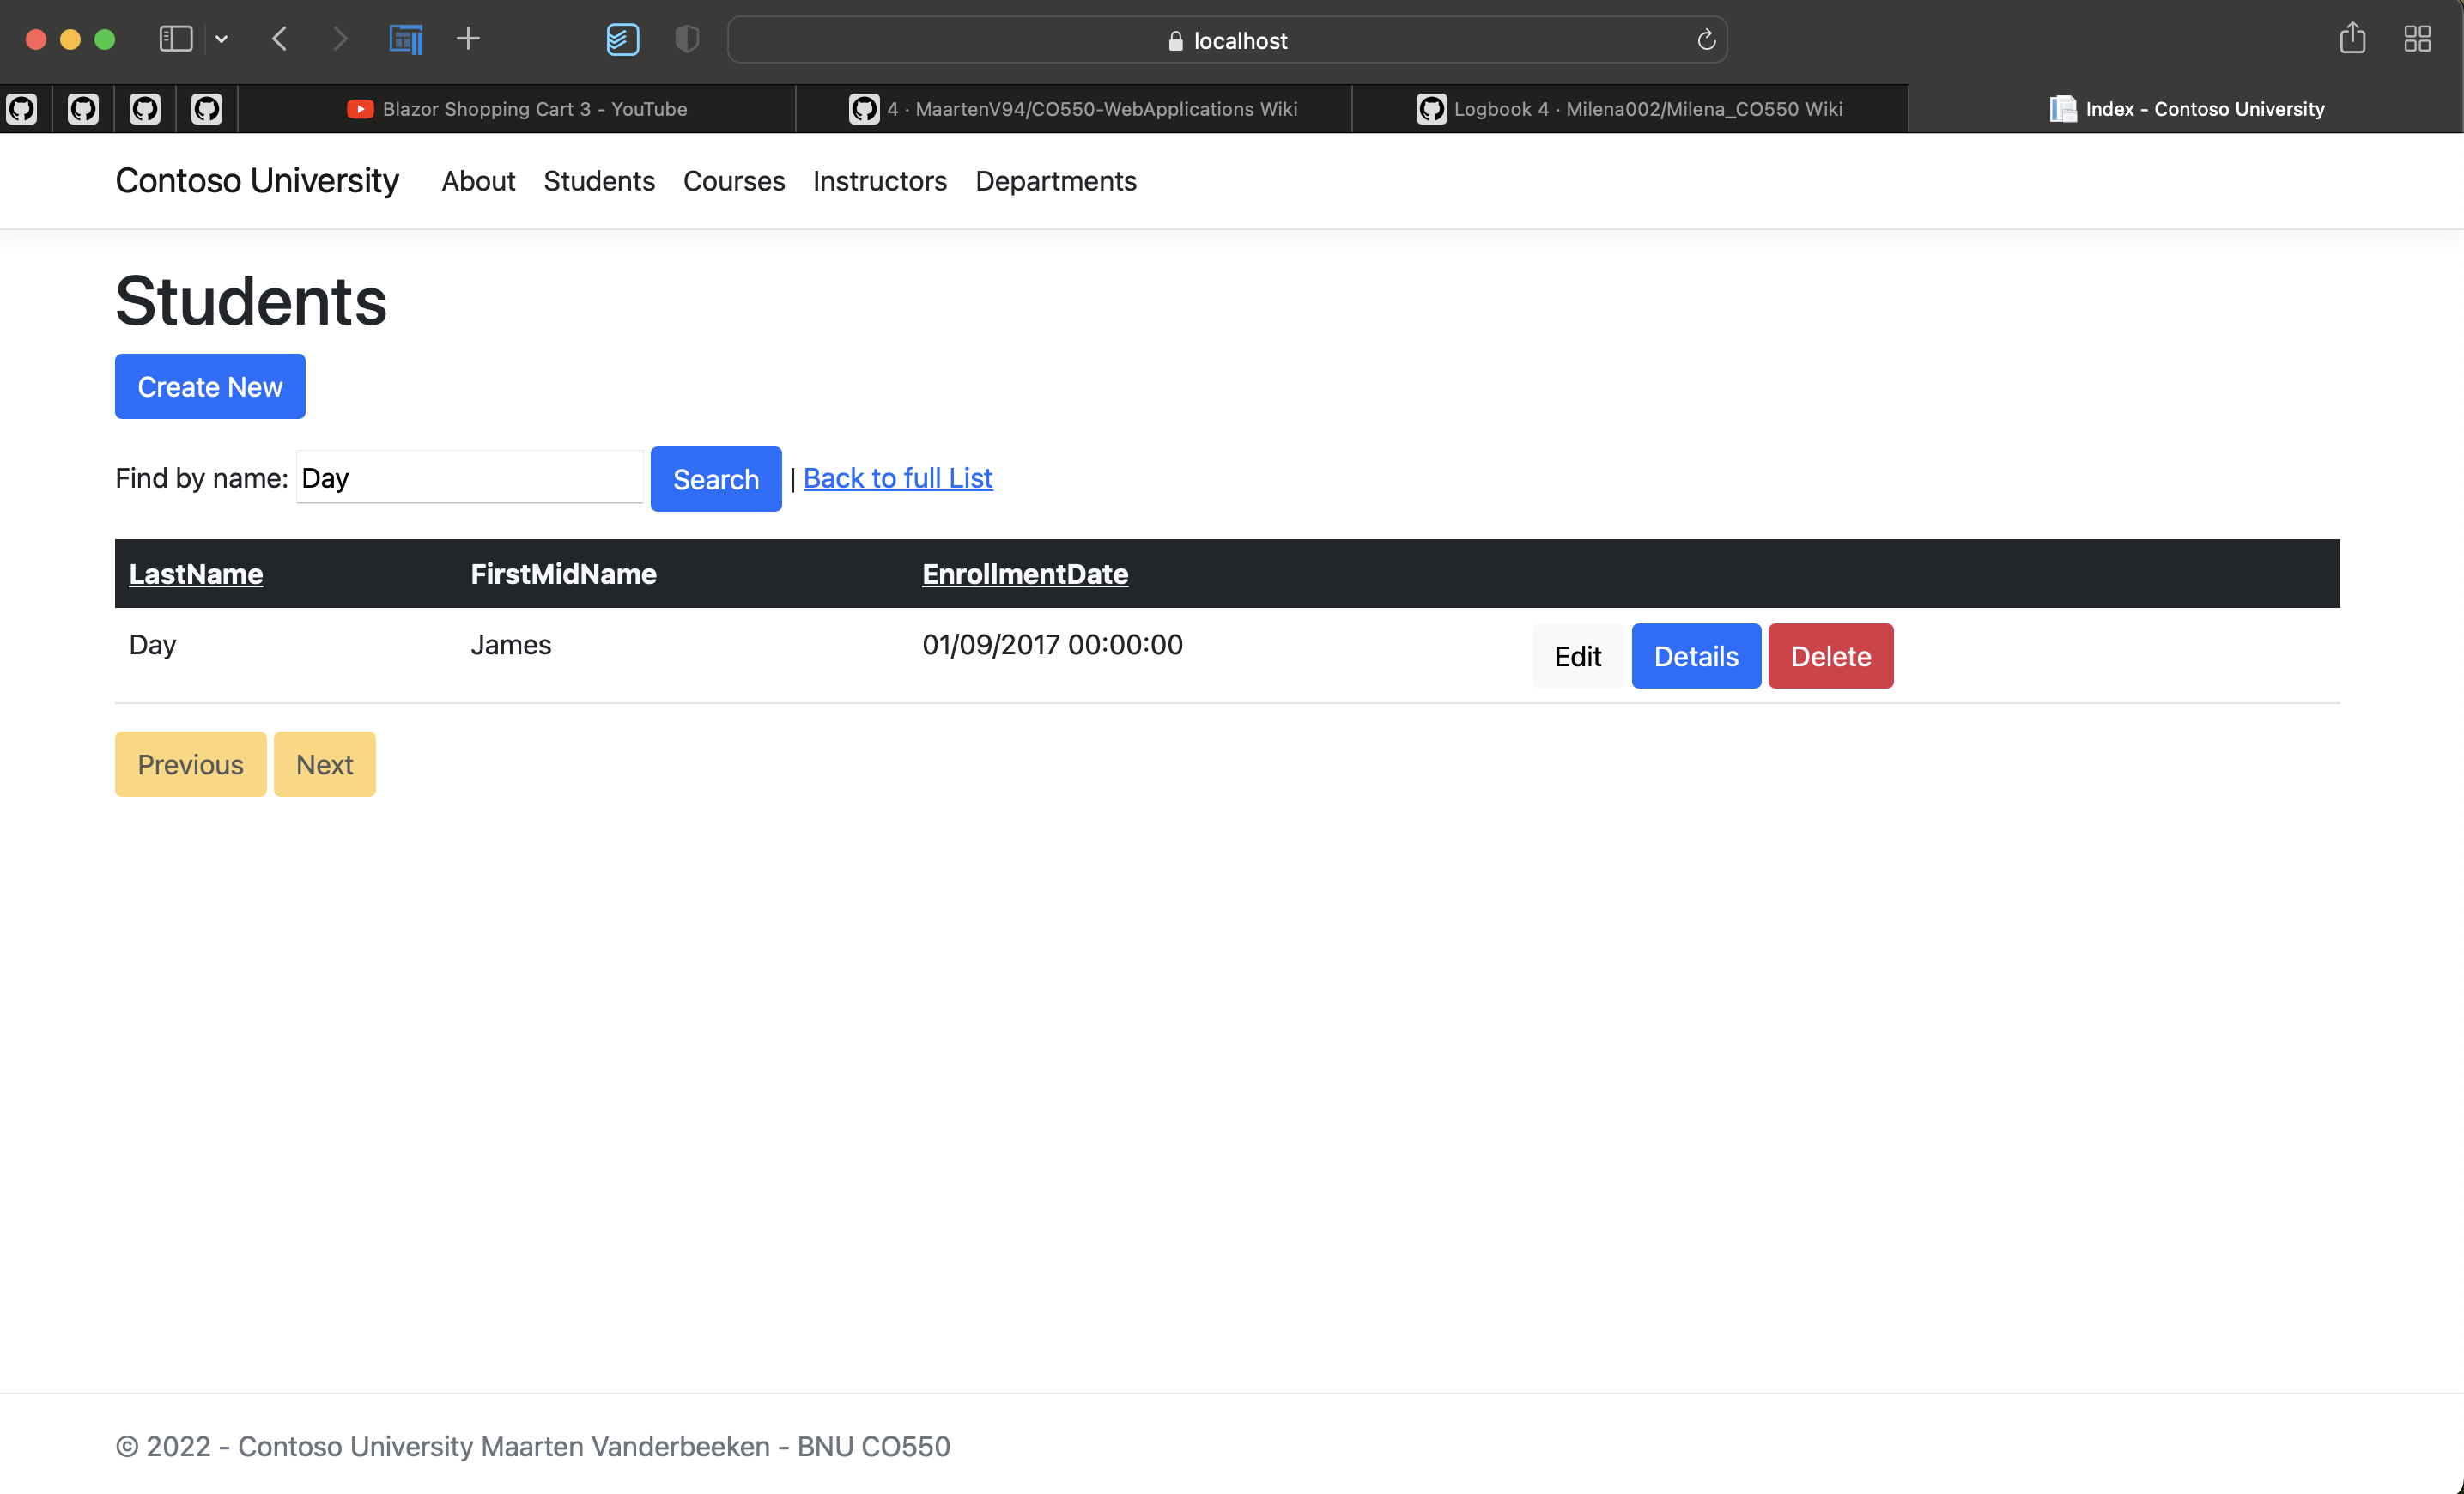 localhost
Blazor Shopping Cart 3 - YouTube
4 · MaartenV94/CO550-WebApplications Wiki
Logbook 4 · Milena002/Milena_CO550 Wiki
Index - Contoso University
Contoso University About Students Courses Instructors Departments
Students
Create New
Find by name: Day Search | Back to full List
LastName FirstMidName EnrollmentDate
Day James 01/09/2017 00:00:00 Edit Details Delete
Previous Next
© 2022 - Contoso University Maarten Vanderbeeken - BNU CO550